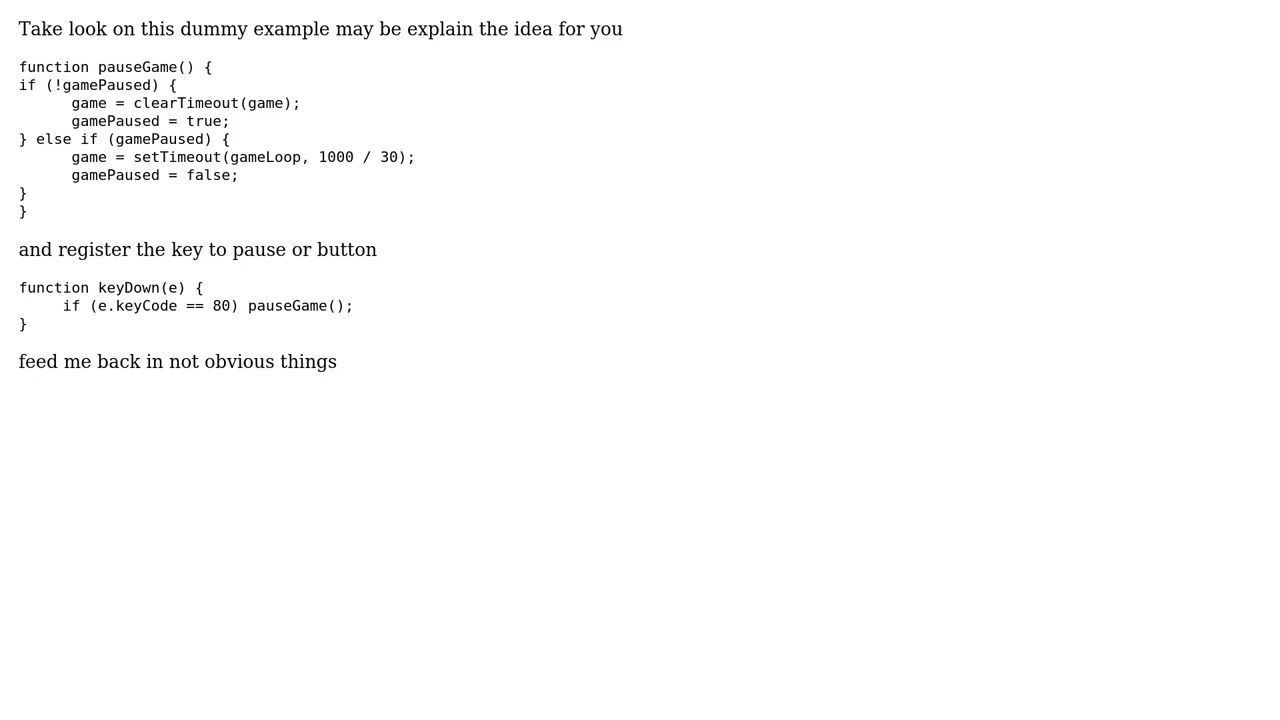 Take look on this dummy example may be explain the idea for you
function pauseGame() {
if (!gamePaused) {
      game = clearTimeout(game);
      gamePaused = true;
} else if (gamePaused) {
      game = setTimeout(gameLoop, 1000 / 30);
      gamePaused = false;
}
}
and register the key to pause or button
function keyDown(e) {
     if (e.keyCode == 80) pauseGame();
}
feed me back in not obvious things